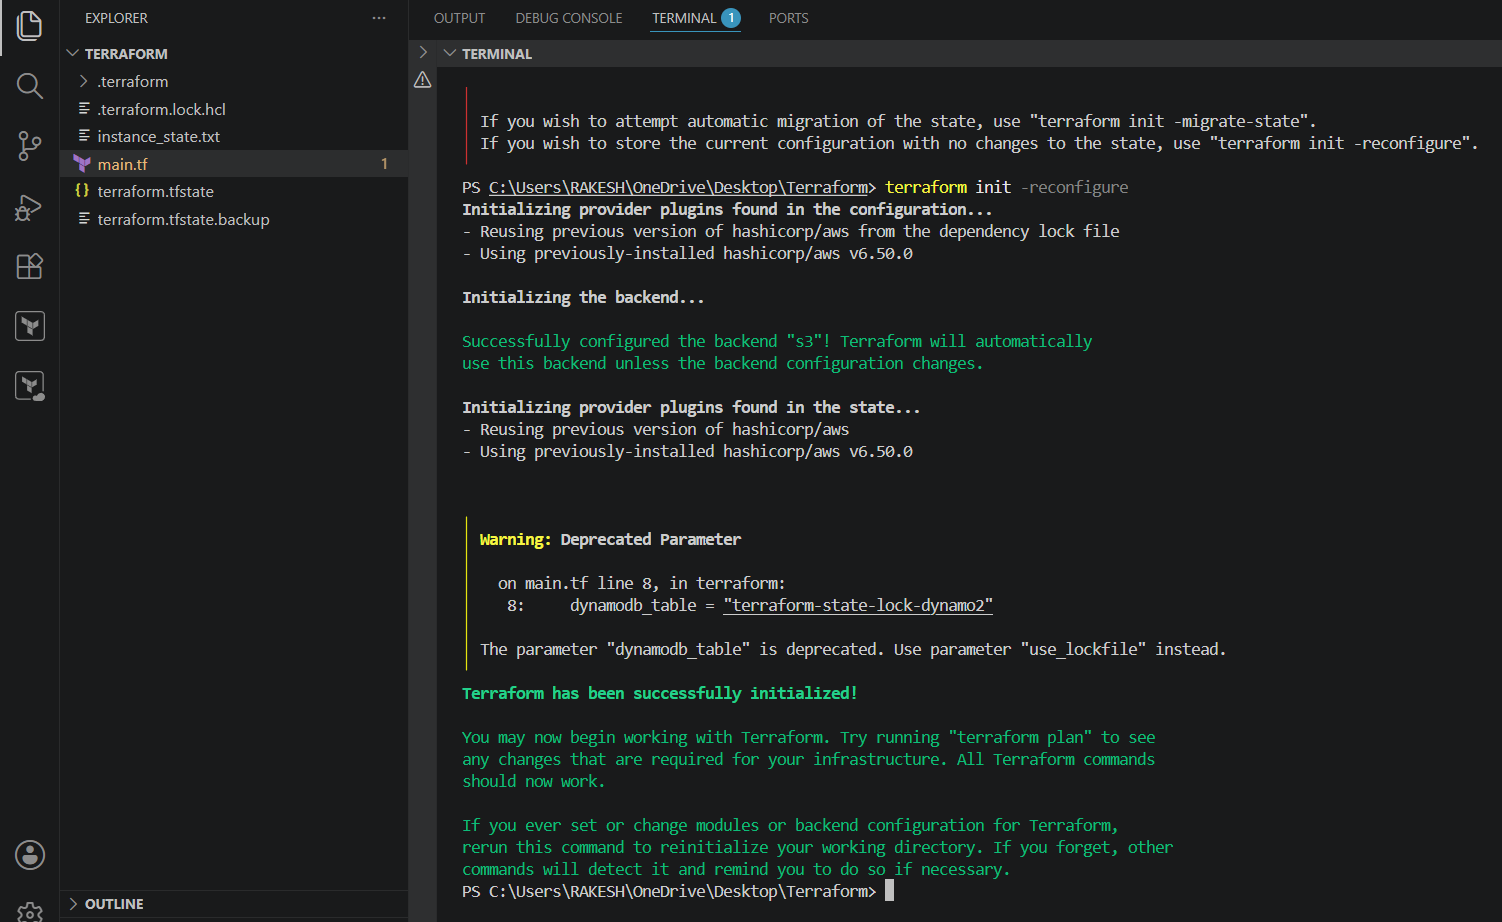 EXPLORER
TERRAFORM
.terraform
.terraform.lock.hcl
instance_state.txt
main.tf 1
terraform.tfstate
terraform.tfstate.backup
OUTLINE
OUTPUT DEBUG CONSOLE TERMINAL 1 PORTS
TERMINAL
If you wish to attempt automatic migration of the state, use "terraform init -migrate-state".
If you wish to store the current configuration with no changes to the state, use "terraform init -reconfigure".
PS C:\Users\RAKESH\OneDrive\Desktop\Terraform> terraform init -reconfigure
Initializing provider plugins found in the configuration...
- Reusing previous version of hashicorp/aws from the dependency lock file
- Using previously-installed hashicorp/aws v6.50.0
Initializing the backend...
Successfully configured the backend "s3"! Terraform will automatically
use this backend unless the backend configuration changes.
Initializing provider plugins found in the state...
- Reusing previous version of hashicorp/aws
- Using previously-installed hashicorp/aws v6.50.0
Warning: Deprecated Parameter
on main.tf line 8, in terraform:
8: dynamodb_table = "terraform-state-lock-dynamo2"
The parameter "dynamodb_table" is deprecated. Use parameter "use_lockfile" instead.
Terraform has been successfully initialized!
You may now begin working with Terraform. Try running "terraform plan" to see
any changes that are required for your infrastructure. All Terraform commands
should now work.
If you ever set or change modules or backend configuration for Terraform,
rerun this command to reinitialize your working directory. If you forget, other
commands will detect it and remind you to do so if necessary.
PS C:\Users\RAKESH\OneDrive\Desktop\Terraform>